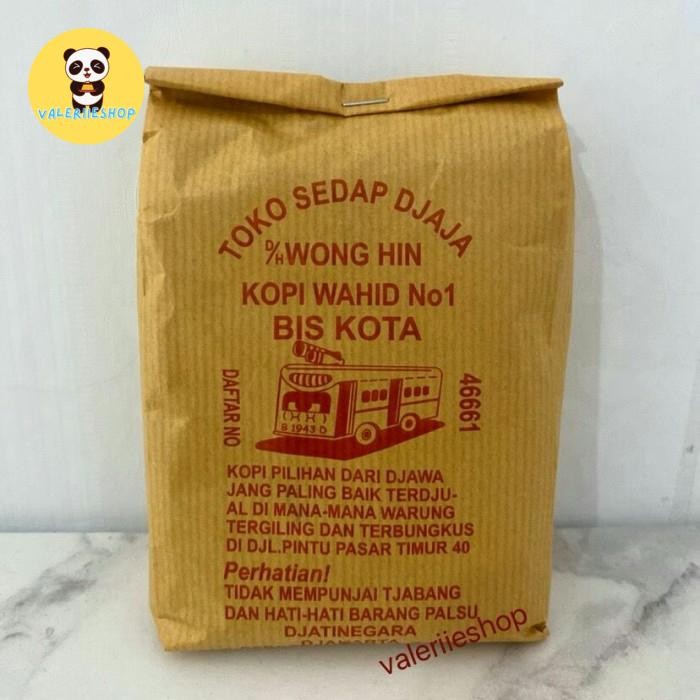 VALERIIESHOP
TOKO SEDAP DJAJA
D/H WONG HIN
KOPI WAHID No1
BIS KOTA
DAFTAR NO
46661
B 1943 D
KOPI PILIHAN DARI DJAWA
JANG PALING BAIK TERDJU-
AL DI MANA-MANA WARUNG
TERGILING DAN TERBUNGKUS
DI DJL.PINTU PASAR TIMUR 40
Perhatian!
TIDAK MEMPUNJAI TJABANG
DAN HATI-HATI BARANG PALSU
DJATINEGARA
valeriieshop